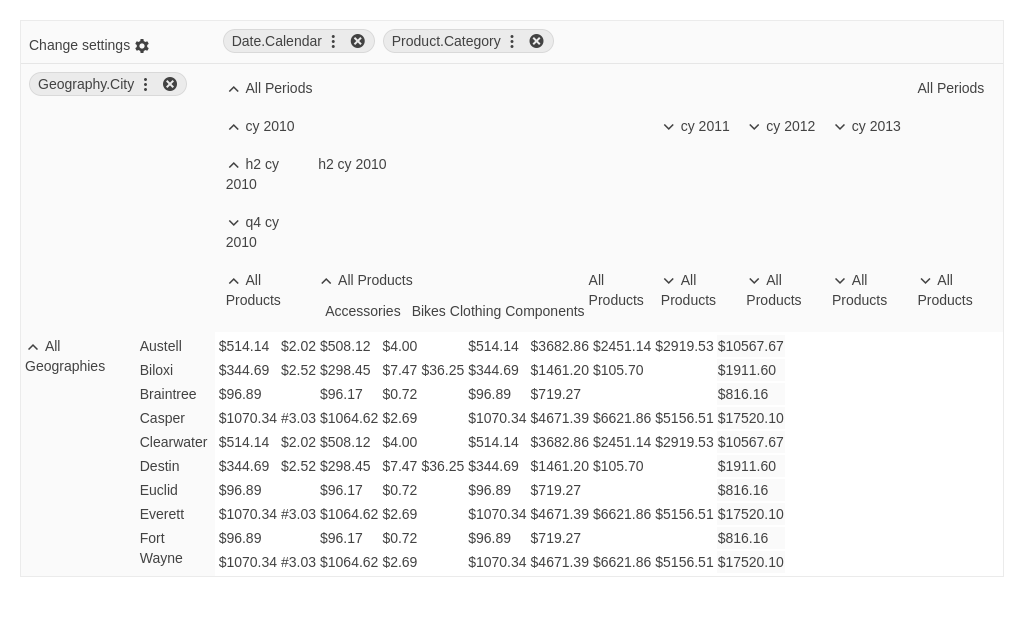 Change settings Date.Calendar Product.Category
Geography.City All Periods All Periods
cy 2010 cy 2011 cy 2012 cy 2013
h2 cy h2 cy 2010
2010
q4 cy
2010
All All Products All All All All All
Products Products Products Products Products Products
Accessories Bikes Clothing Components
All Austell $514.14 $2.02 $508.12 $4.00 $514.14 $3682.86 $2451.14 $2919.53 $10567.67
Geographies
Biloxi $344.69 $2.52 $298.45 $7.47 $36.25 $344.69 $1461.20 $105.70 $1911.60
Braintree $96.89 $96.17 $0.72 $96.89 $719.27 $816.16
Casper $1070.34 #3.03 $1064.62 $2.69 $1070.34 $4671.39 $6621.86 $5156.51 $17520.10
Clearwater $514.14 $2.02 $508.12 $4.00 $514.14 $3682.86 $2451.14 $2919.53 $10567.67
Destin $344.69 $2.52 $298.45 $7.47 $36.25 $344.69 $1461.20 $105.70 $1911.60
Euclid $96.89 $96.17 $0.72 $96.89 $719.27 $816.16
Everett $1070.34 #3.03 $1064.62 $2.69 $1070.34 $4671.39 $6621.86 $5156.51 $17520.10
Fort $96.89 $96.17 $0.72 $96.89 $719.27 $816.16
Wayne $1070.34 #3.03 $1064.62 $2.69 $1070.34 $4671.39 $6621.86 $5156.51 $17520.10